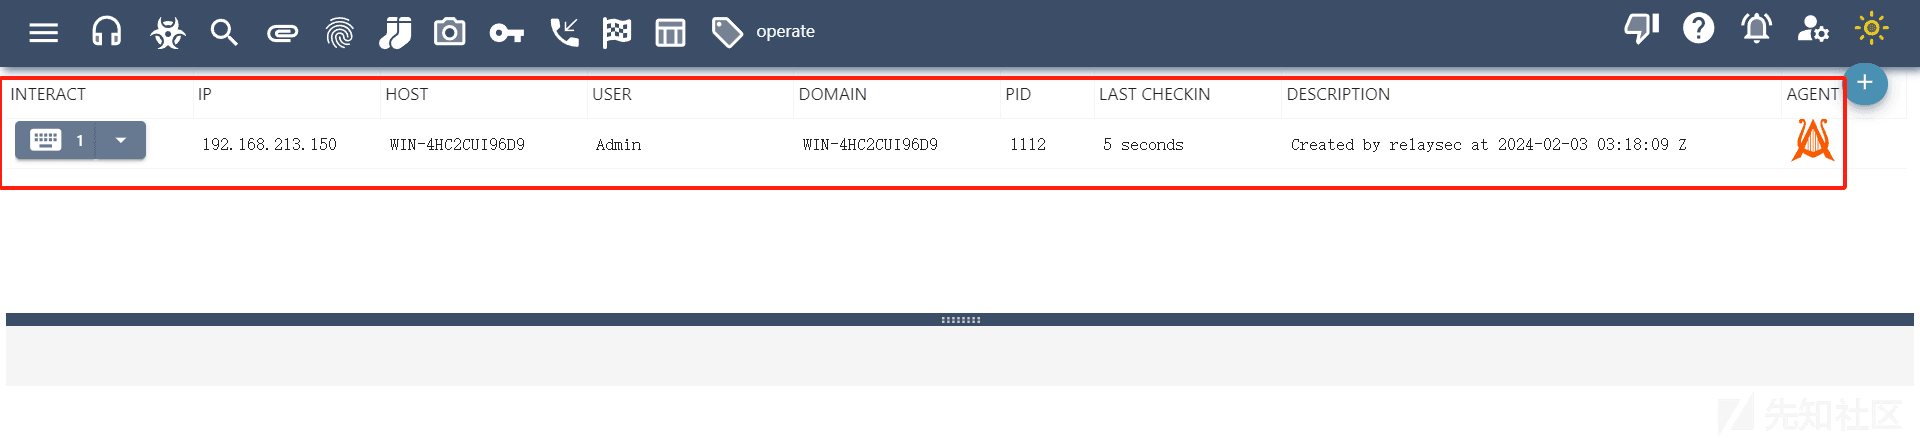 operate
INTERACT IP HOST USER DOMAIN PID LAST CHECKIN DESCRIPTION AGENT
1 192.168.213.150 WIN-4HC2CUI96D9 Admin WIN-4HC2CUI96D9 1112 5 seconds Created by relaysec at 2024-02-03 03:18:09 Z
先知社区